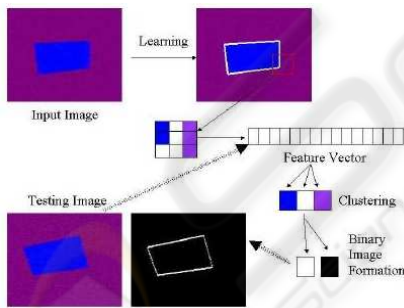 Learning
Input Image
Feature Vector
Testing Image
Clustering
Binary
Image
Formation